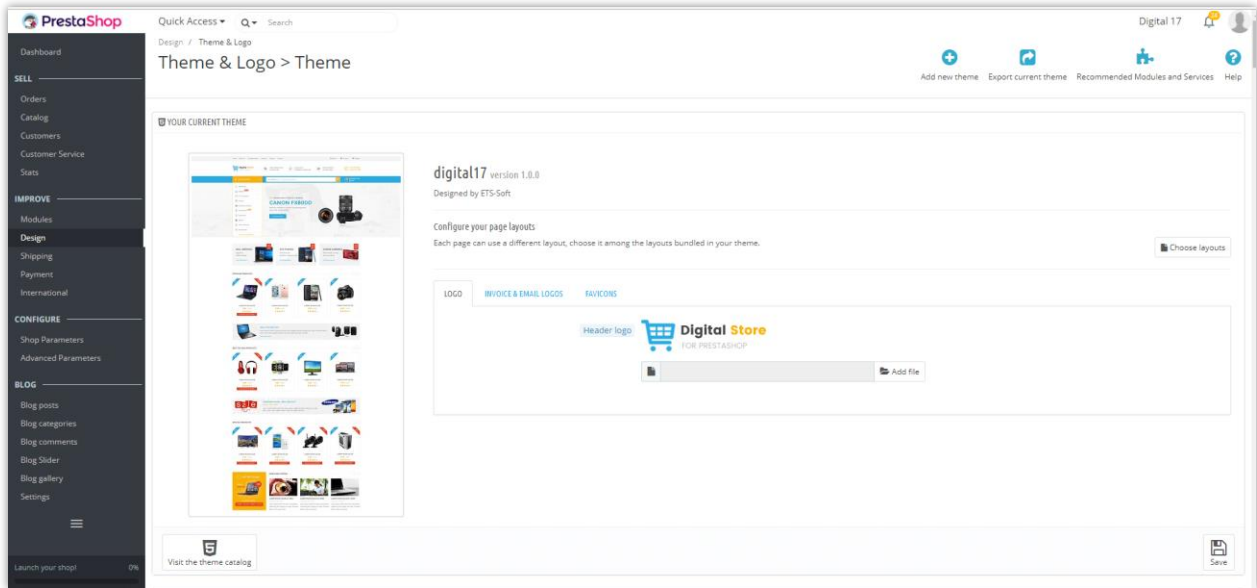 PrestaShop
Quick Access
Search
Digital 17
Design / Theme & Logo
Theme & Logo > Theme
Add new theme
Export current theme
Recommended Modules and Services
Help
Dashboard
SELL
Orders
Catalog
Customers
Customer Service
Stats
IMPROVE
Modules
Design
Shipping
Payment
International
CONFIGURE
Shop Parameters
Advanced Parameters
BLOG
Blog posts
Blog categories
Blog comments
Blog Slider
Blog gallery
Settings
Launch your shop! 0%
YOUR CURRENT THEME
CANON FS8000
digital17 version 1.0.0
Designed by ETS-Soft
Configure your page layouts
Each page can use a different layout, choose it among the layouts bundled in your theme.
Choose layouts
LOGO INVOICE & EMAIL LOGOS FAVICONS
Header logo
Digital Store
FOR PRESTASHOP
Add file
Visit the theme catalog
Save